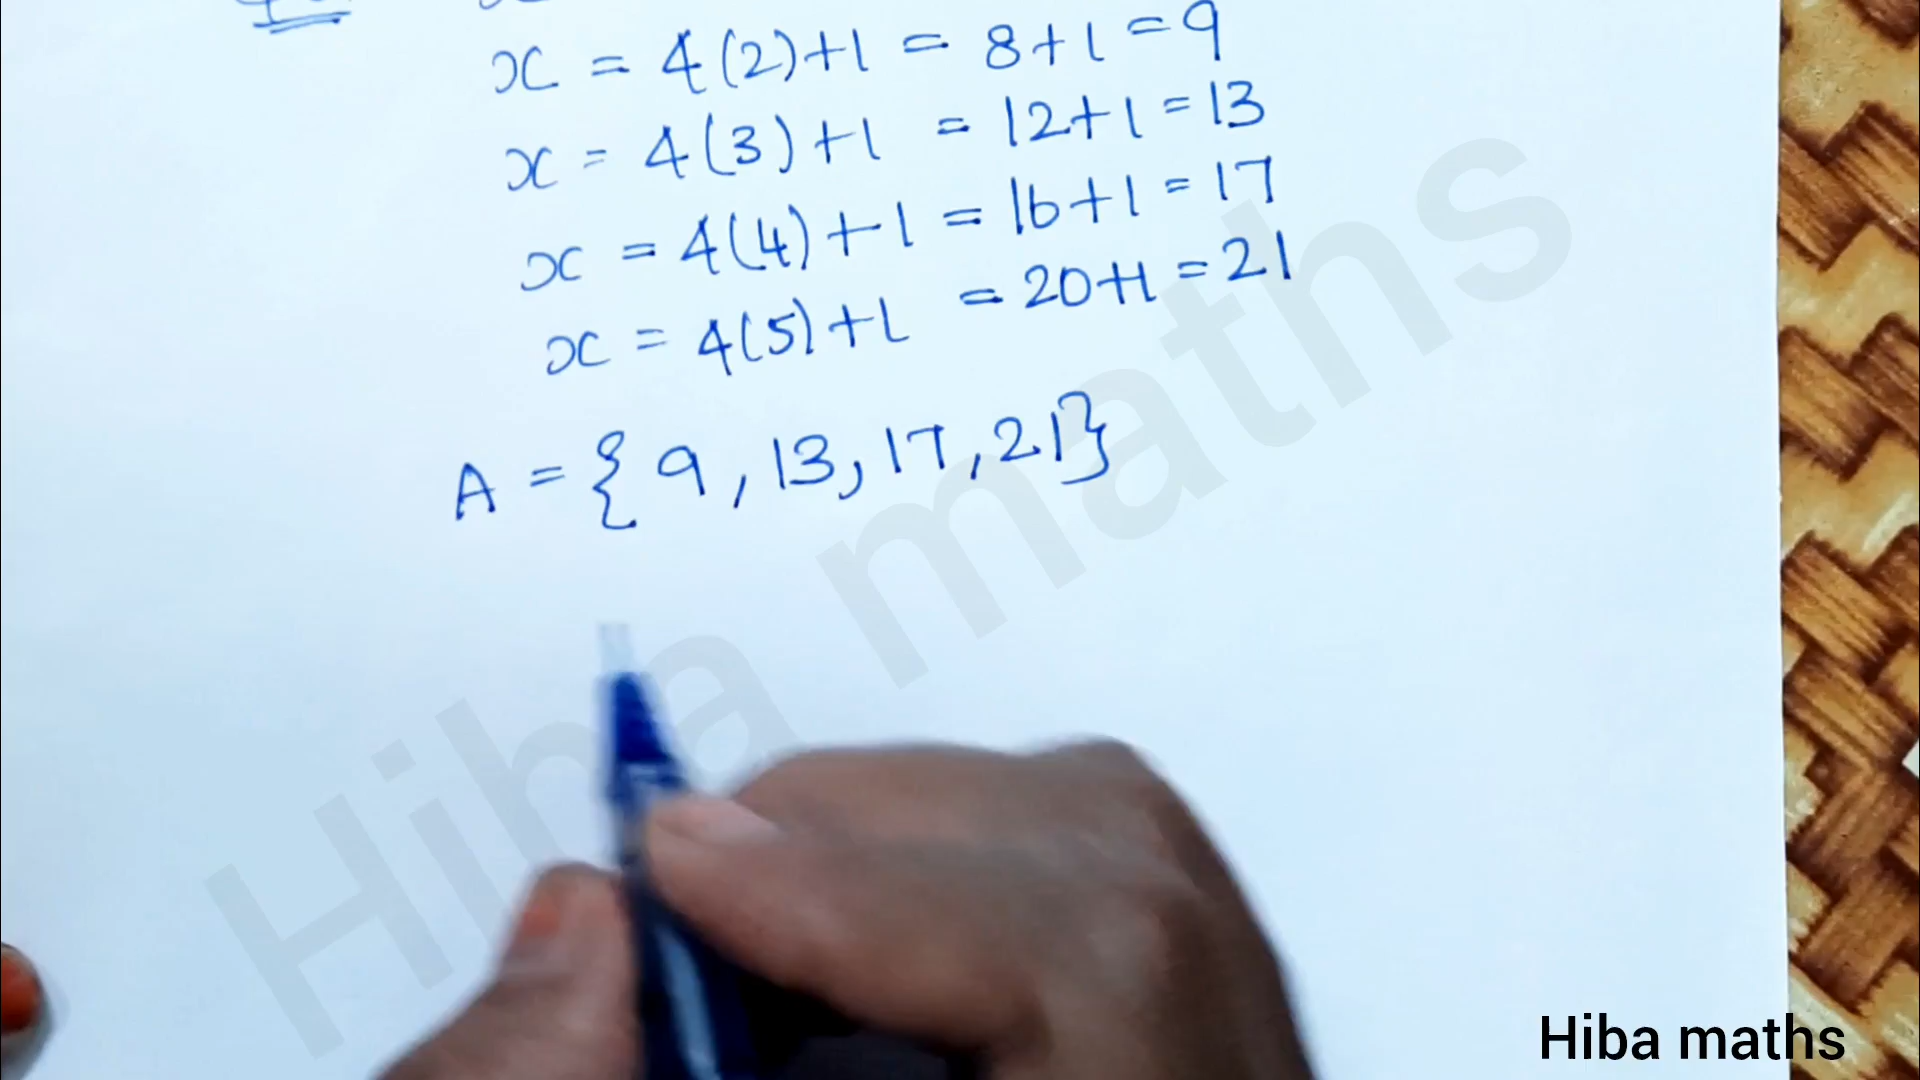 x = 4(2)+1 = 8+1 = 9
x = 4(3)+1 = 12+1 = 13
x = 4(4)+1 = 16+1 = 17
x = 4(5)+1 = 20+1 = 21
A = {9, 13, 17, 21}
Hiba maths
Hiba maths